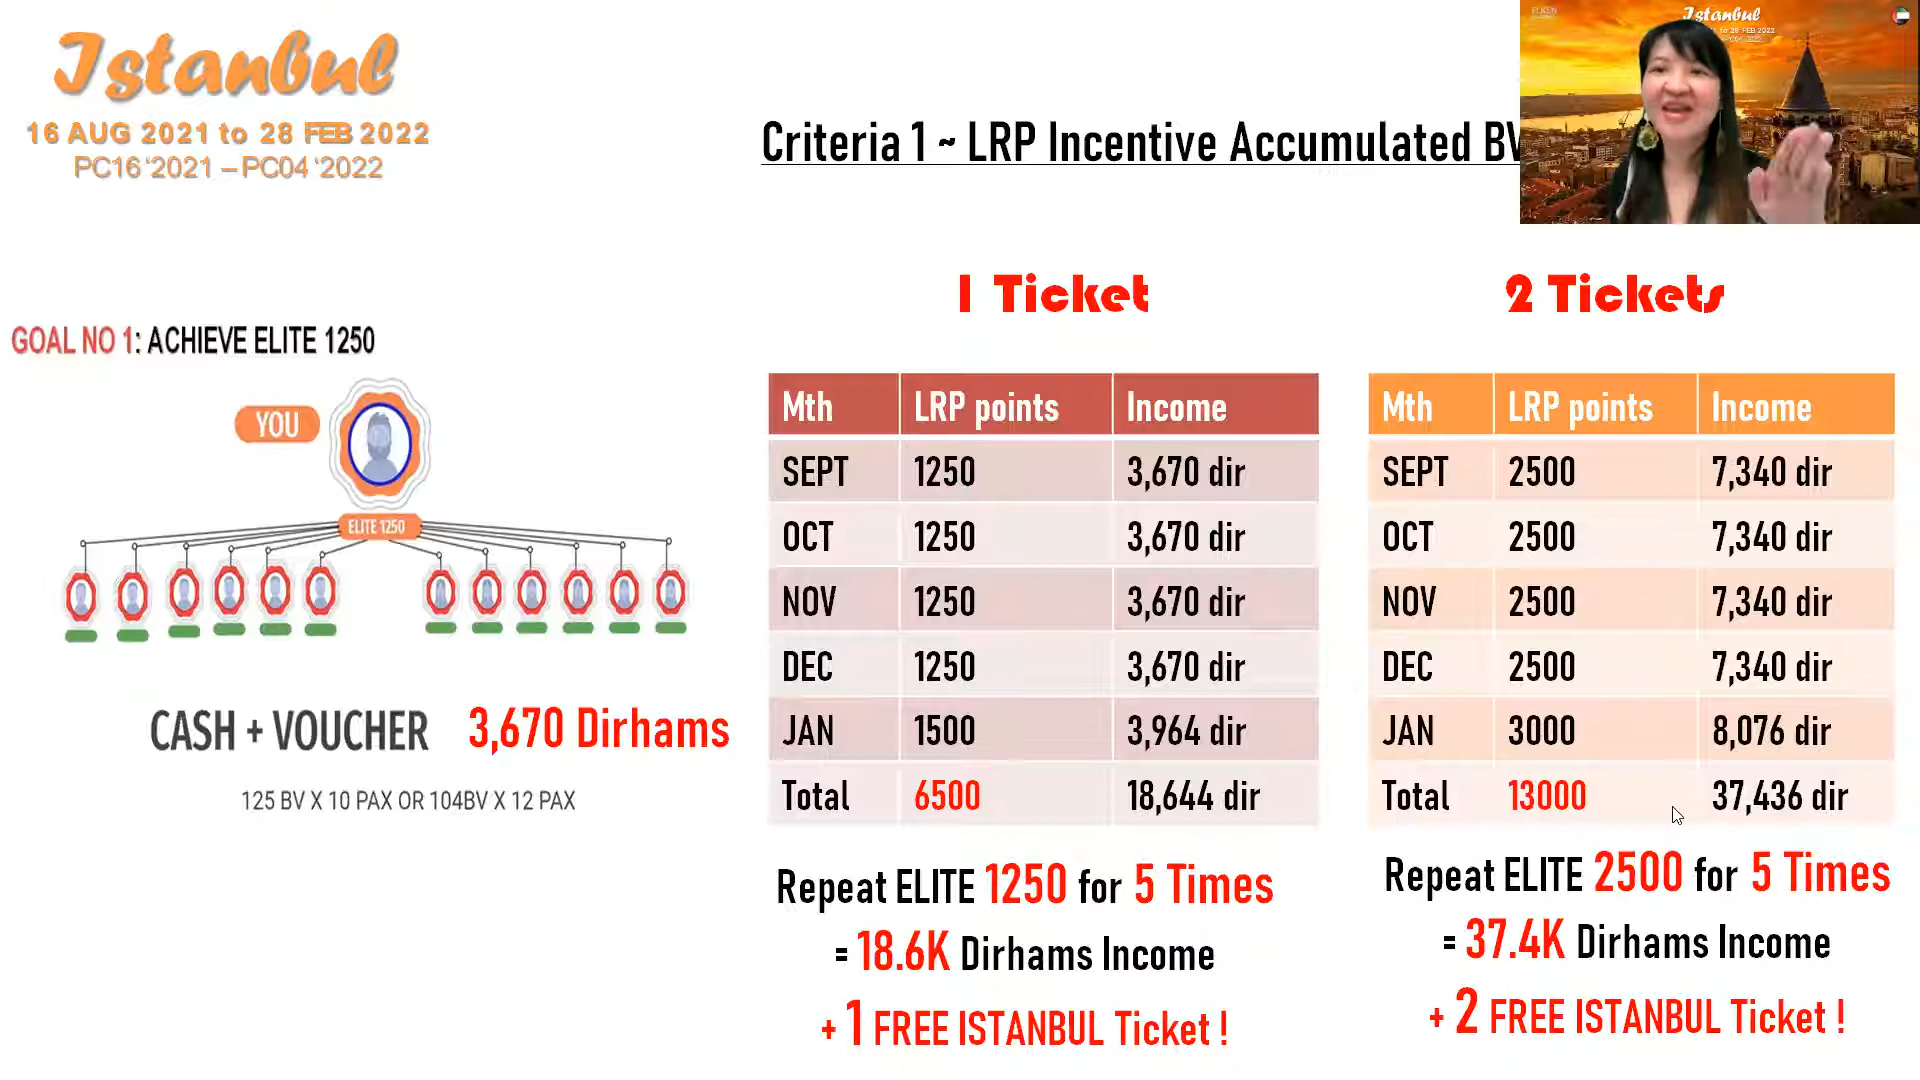 Istanbul
16 AUG 2021 to 28 FEB 2022
PC16 '2021 – PC04 '2022
Criteria 1 ~ LRP Incentive Accumulated BV
ELKEN
Istanbul
to 28 FEB 2022
1 Ticket
2 Tickets
GOAL NO 1: ACHIEVE ELITE 1250
YOU
ELITE 1250
CASH + VOUCHER 3,670 Dirhams
125 BV X 10 PAX OR 104BV X 12 PAX
Mth LRP points Income
SEPT 1250 3,670 dir
OCT 1250 3,670 dir
NOV 1250 3,670 dir
DEC 1250 3,670 dir
JAN 1500 3,964 dir
Total 6500 18,644 dir
Repeat ELITE 1250 for 5 Times
= 18.6K Dirhams Income
+ 1 FREE ISTANBUL Ticket !
Mth LRP points Income
SEPT 2500 7,340 dir
OCT 2500 7,340 dir
NOV 2500 7,340 dir
DEC 2500 7,340 dir
JAN 3000 8,076 dir
Total 13000 37,436 dir
Repeat ELITE 2500 for 5 Times
= 37.4K Dirhams Income
+ 2 FREE ISTANBUL Ticket !